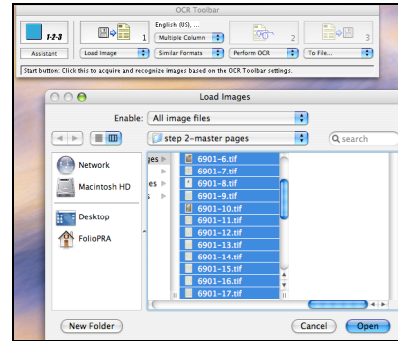 OCR Toolbar
1-2-3
Assistant
1
Load Image
English (US), ...
Multiple Column
Similar Formats
2
Perform OCR
3
To File...
Start button: Click this to acquire and recognize images based on the OCR Toolbar settings.
Load Images
Enable: All image files
step 2-master pages
search
Network
Macintosh HD
Desktop
FolioPRA
ges
es
s
6901-6.tif
6901-7.tif
6901-8.tif
6901-9.tif
6901-10.tif
6901-11.tif
6901-12.tif
6901-13.tif
6901-14.tif
6901-15.tif
6901-16.tif
6901-17.tif
New Folder
Cancel
Open